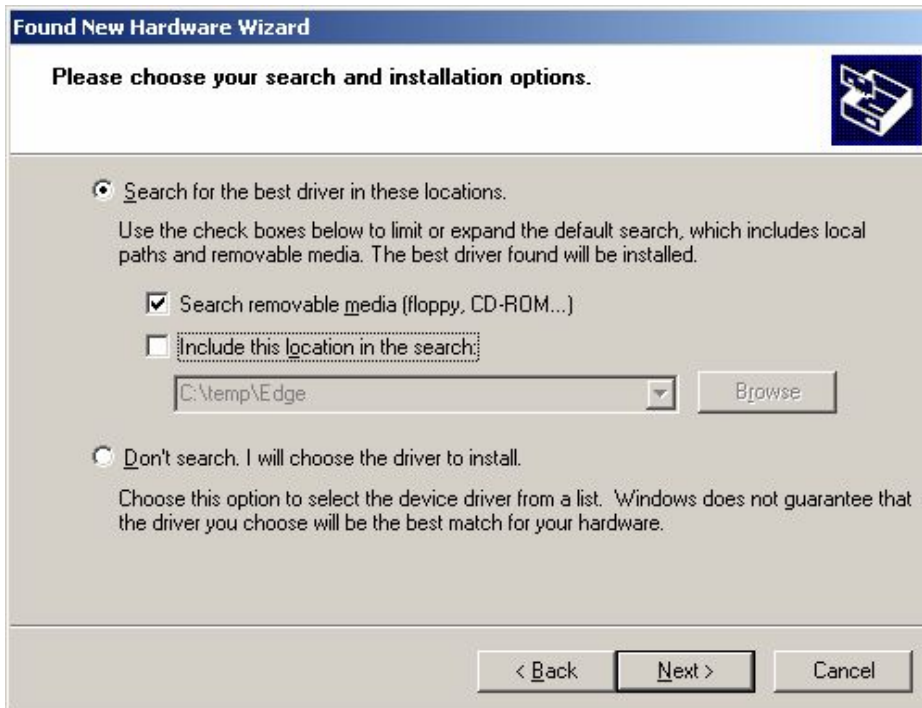 Found New Hardware Wizard
Please choose your search and installation options.
Search for the best driver in these locations.
Use the check boxes below to limit or expand the default search, which includes local
paths and removable media. The best driver found will be installed.
Search removable media (floppy, CD-ROM...)
Include this location in the search:
C:\temp\Edge
Browse
Don't search. I will choose the driver to install.
Choose this option to select the device driver from a list. Windows does not guarantee that
the driver you choose will be the best match for your hardware.
< Back
Next >
Cancel